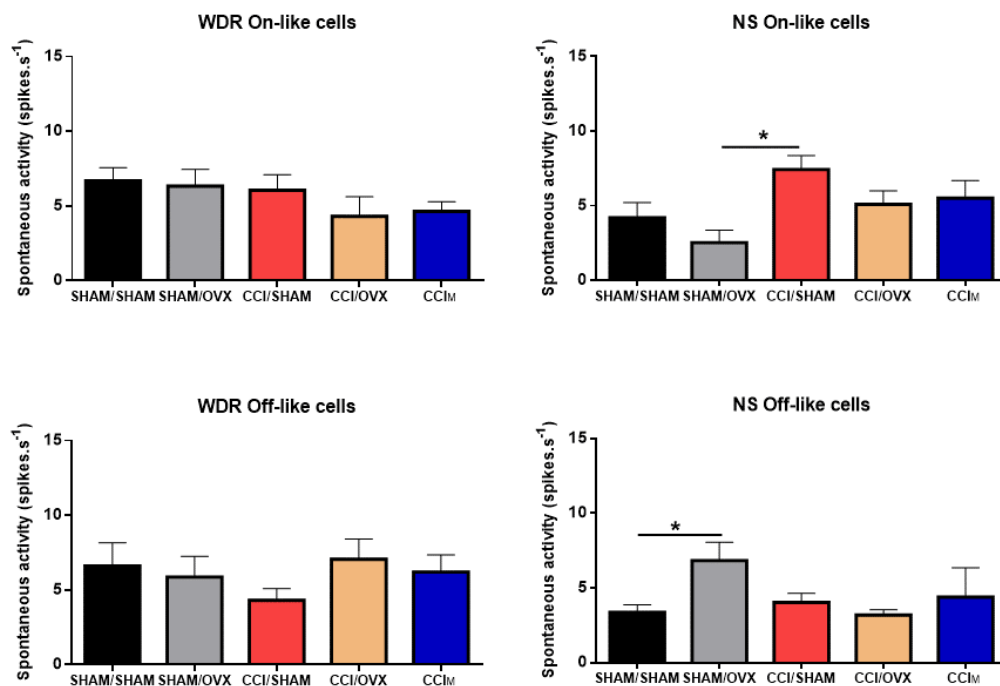 WDR On-like cells
Spontaneous activity (spikes.s-1)
15
10
5
0
SHAM/SHAM SHAM/OVX CCI/SHAM CCI/OVX CCIM
NS On-like cells
Spontaneous activity (spikes.s-1)
15
10
5
0
*
SHAM/SHAM SHAM/OVX CCI/SHAM CCI/OVX CCIM
WDR Off-like cells
Spontaneous activity (spikes.s-1)
15
10
5
0
SHAM/SHAM SHAM/OVX CCI/SHAM CCI/OVX CCIM
NS Off-like cells
Spontaneous activity (spikes.s-1)
15
10
5
0
*
SHAM/SHAM SHAM/OVX CCI/SHAM CCI/OVX CCIM